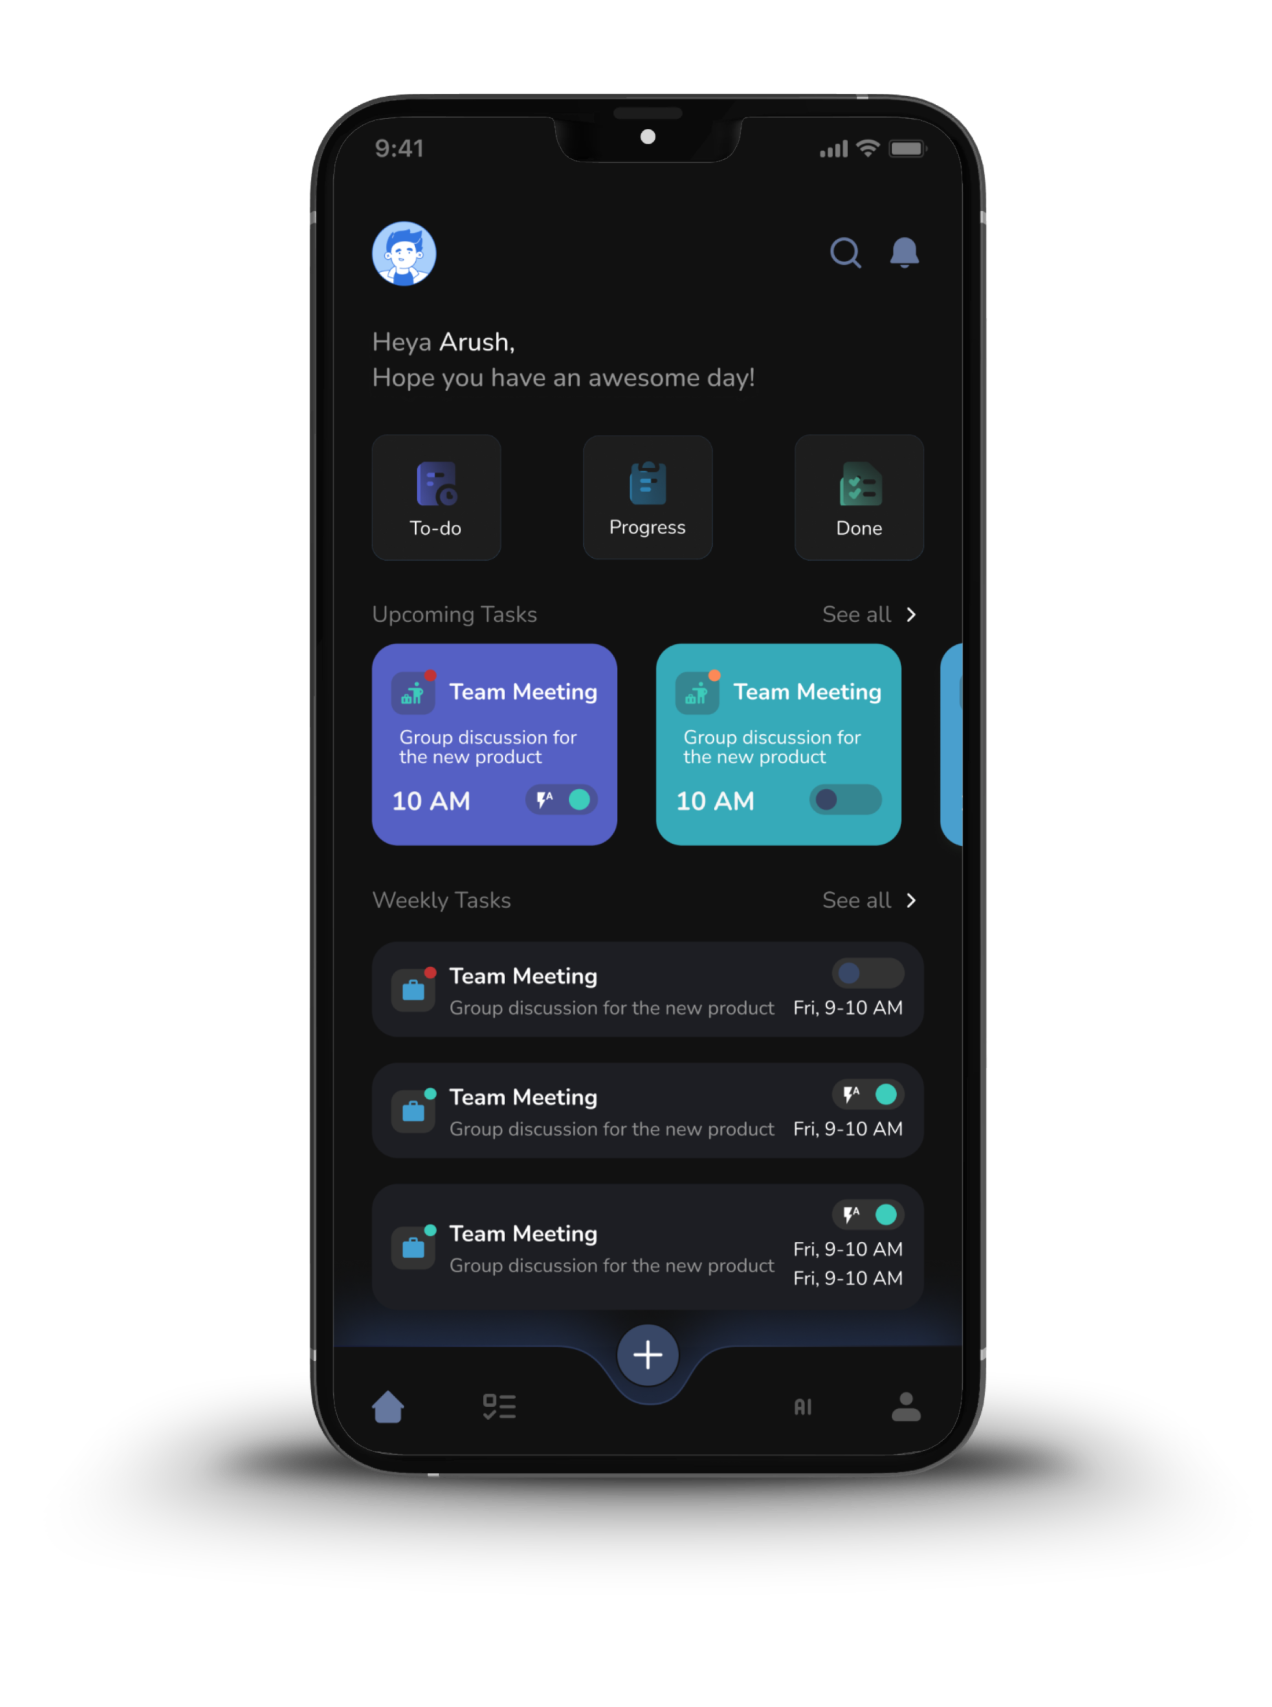 9:41
Heya Arush,
Hope you have an awesome day!
To-do
Progress
Done
Upcoming Tasks
See all
Team Meeting
Group discussion for
the new product
10 AM
A
Team Meeting
Group discussion for
the new product
10 AM
Weekly Tasks
See all
Team Meeting
Group discussion for the new product
Fri, 9-10 AM
Team Meeting
Group discussion for the new product
A
Fri, 9-10 AM
Team Meeting
Group discussion for the new product
A
Fri, 9-10 AM
Fri, 9-10 AM
AI